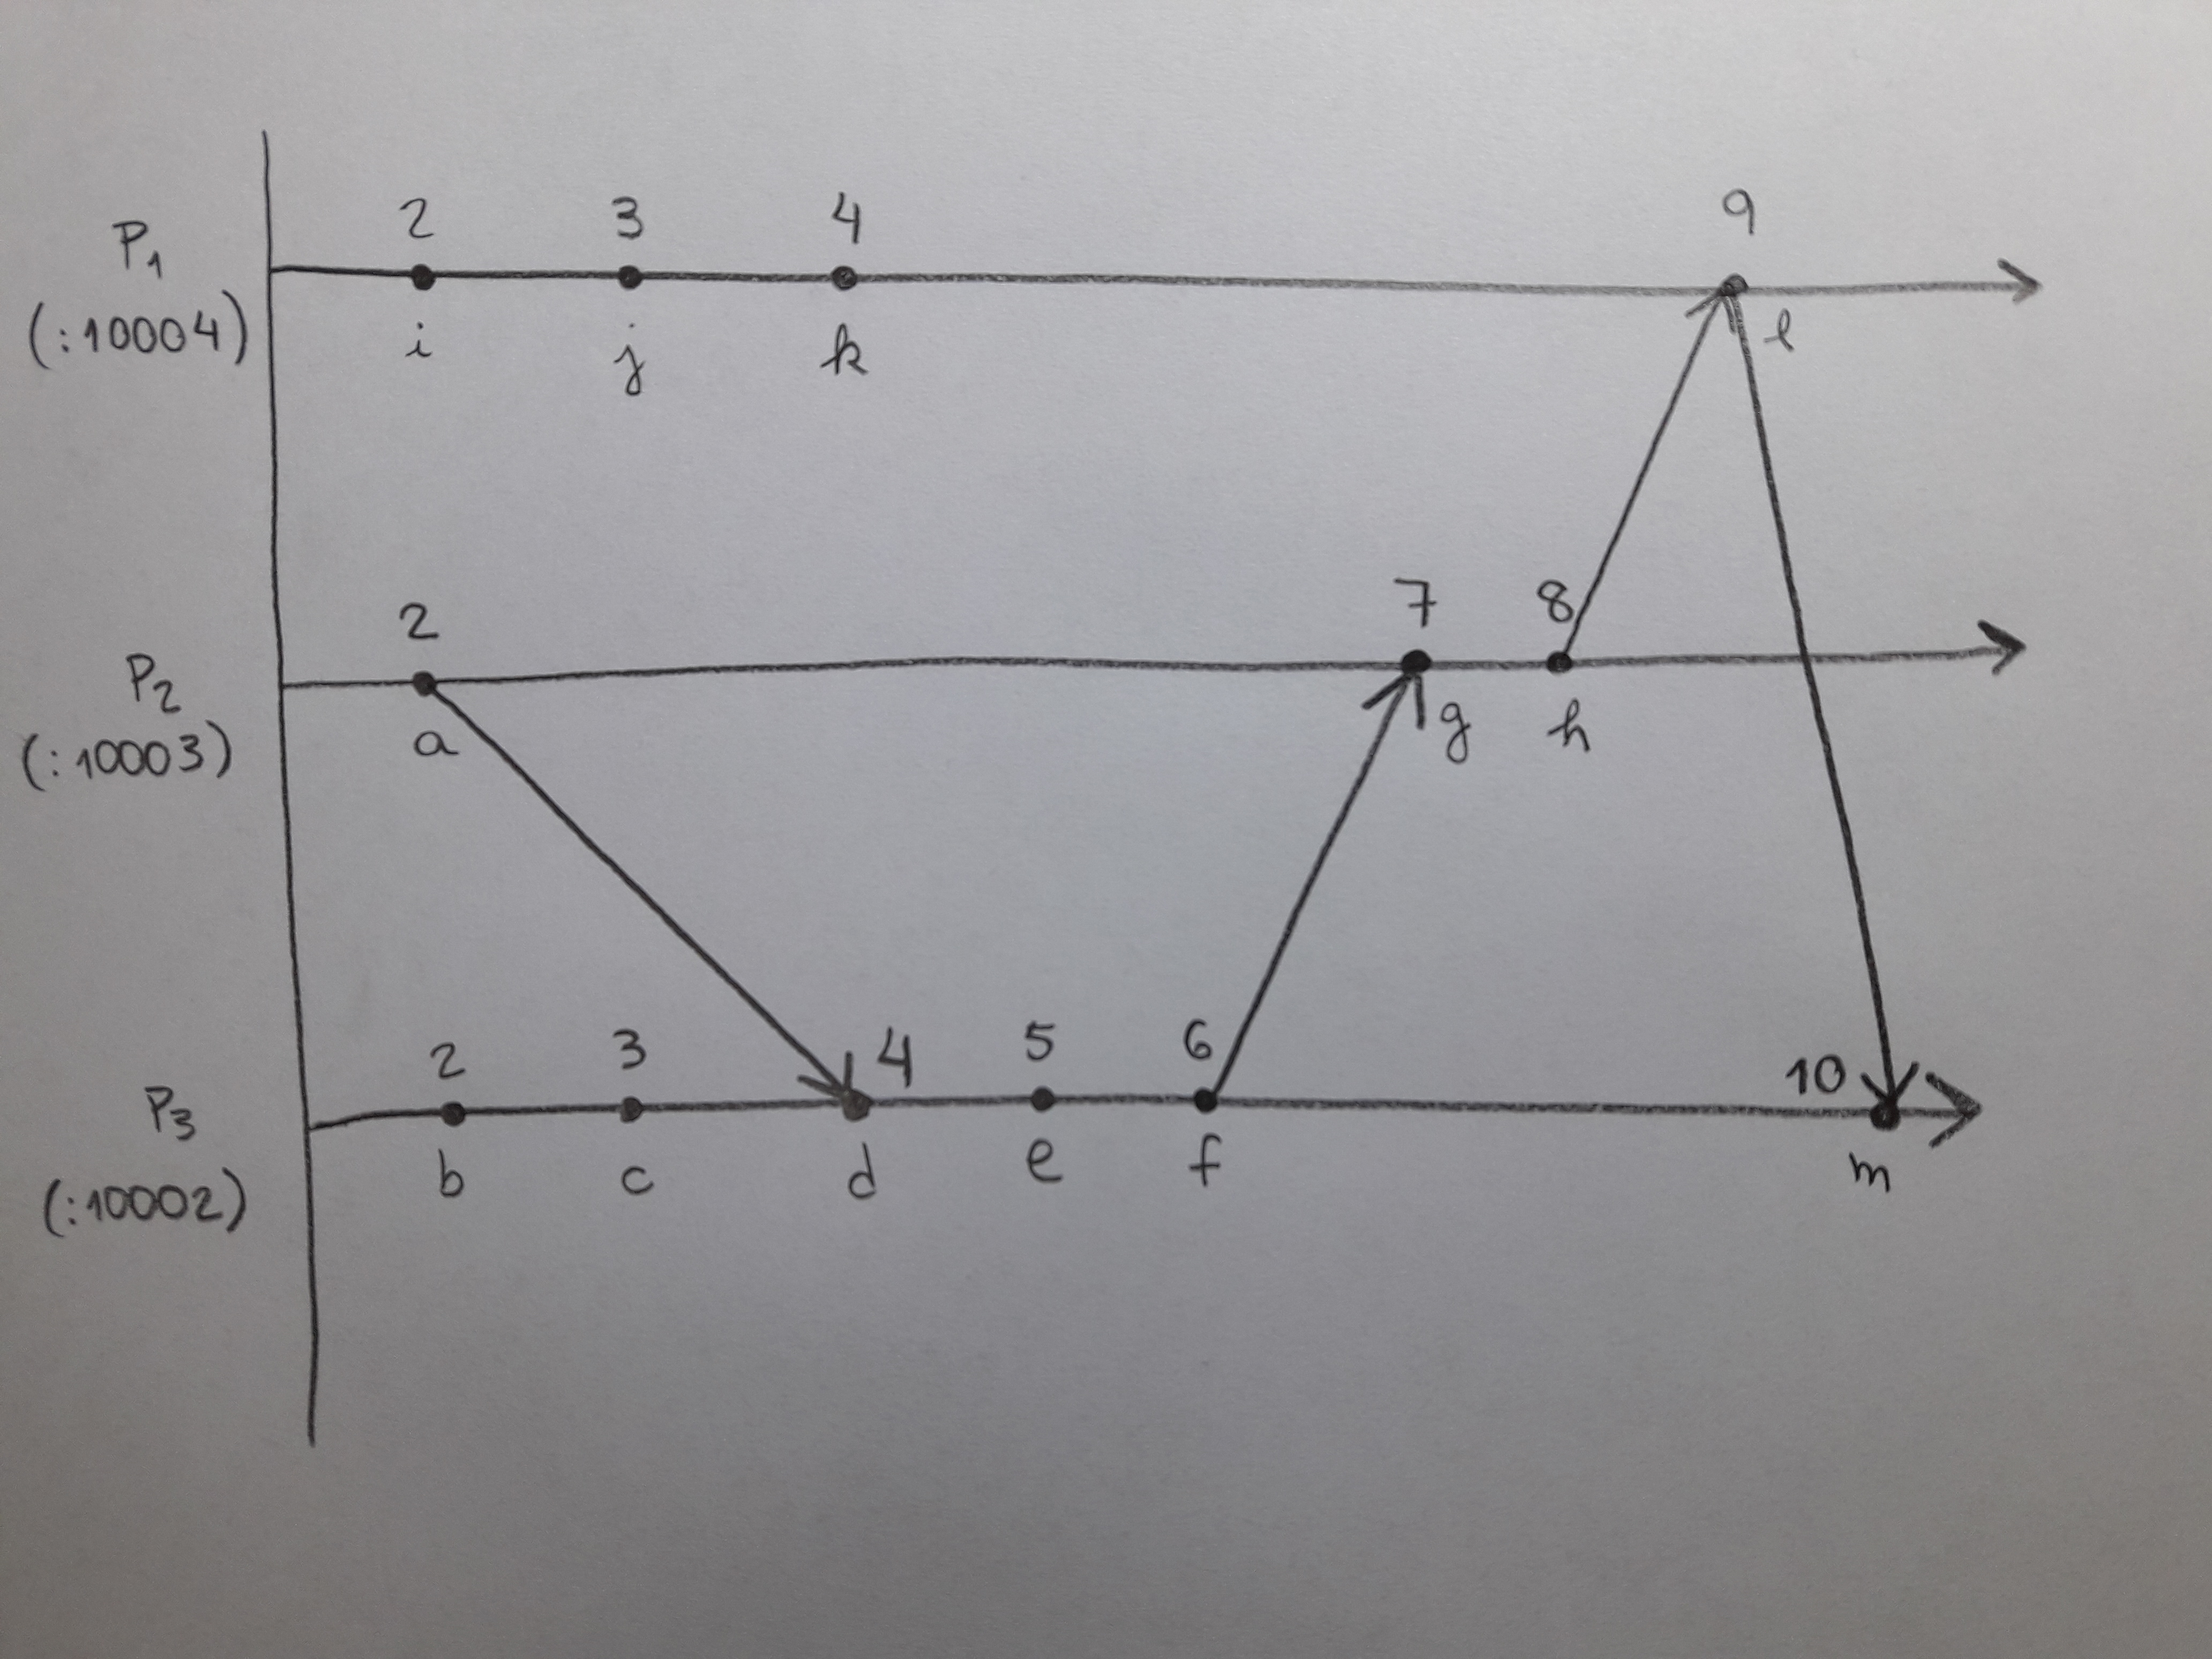 2 3 4 9
P1
(:10004)
i j k l
2 7 8
P2
(:10003)
a g h
2 3 4 5 6 10
P3
(:10002)
b c d e f m